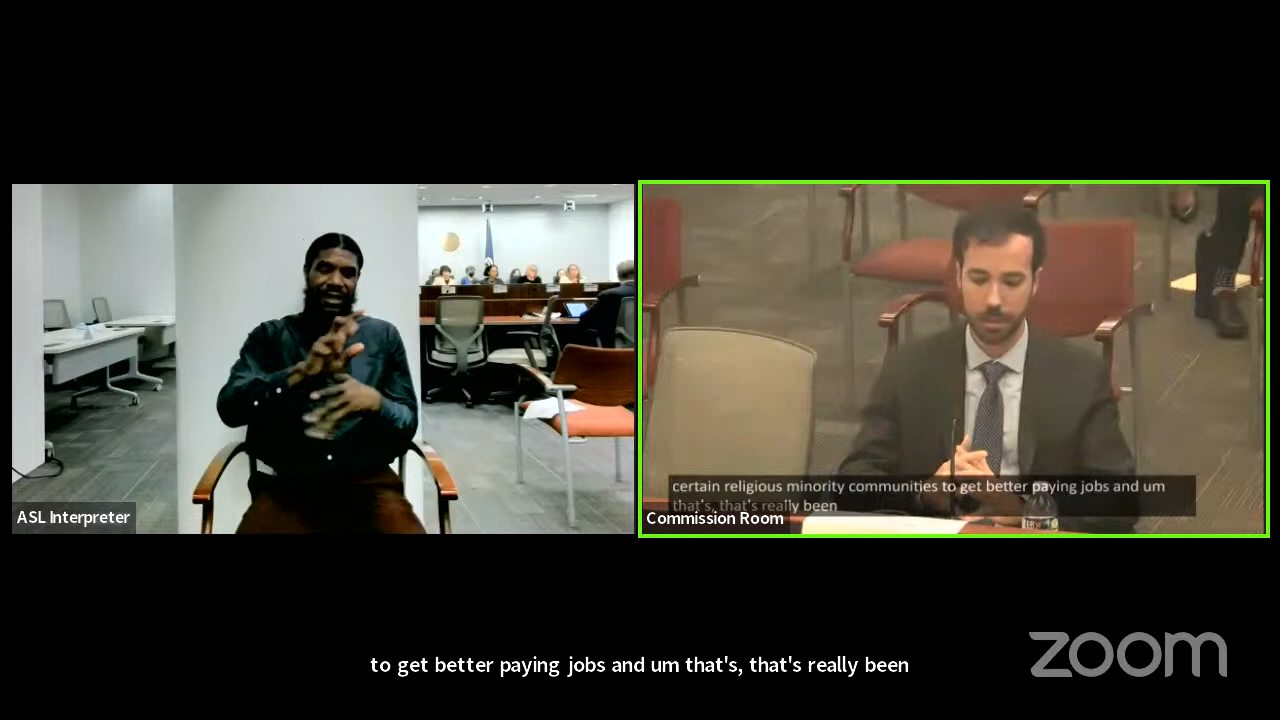 ASL Interpreter
certain religious minority communities to get better paying jobs and um
that's, that's really been
Commission Room
to get better paying jobs and um that's, that's really been
zoom